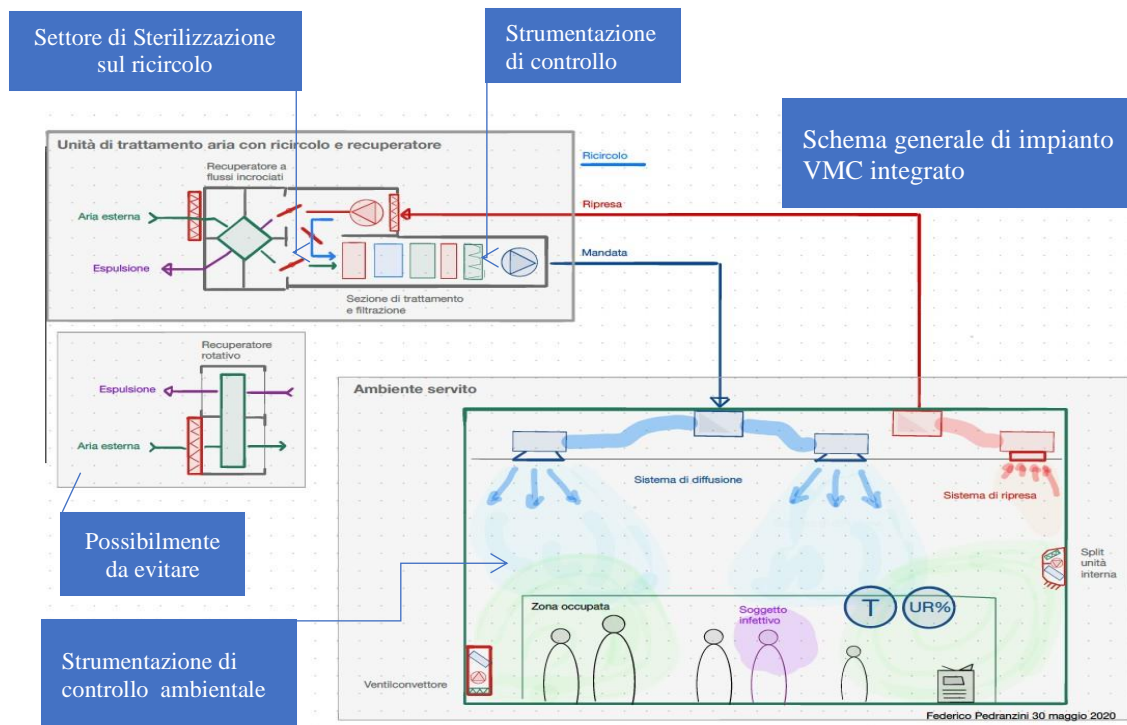 Settore di Sterilizzazione
sul ricircolo
Strumentazione
di controllo
Schema generale di impianto
VMC integrato
Unità di trattamento aria con ricircolo e recuperatore
Recuperatore a
flussi incrociati
Aria esterna
Espulsione
Sezione di trattamento
e filtrazione
Ricircolo
Ripresa
Mandata
Recuperatore
rotativo
Espulsione
Aria esterna
Possibilmente
da evitare
Strumentazione di
controllo ambientale
Ambiente servito
Sistema di diffusione
Sistema di ripresa
Split
unità
interna
Zona occupata
Soggetto
infettivo
T
UR%
Ventilconvettore
Federico Pedranzini 30 maggio 2020